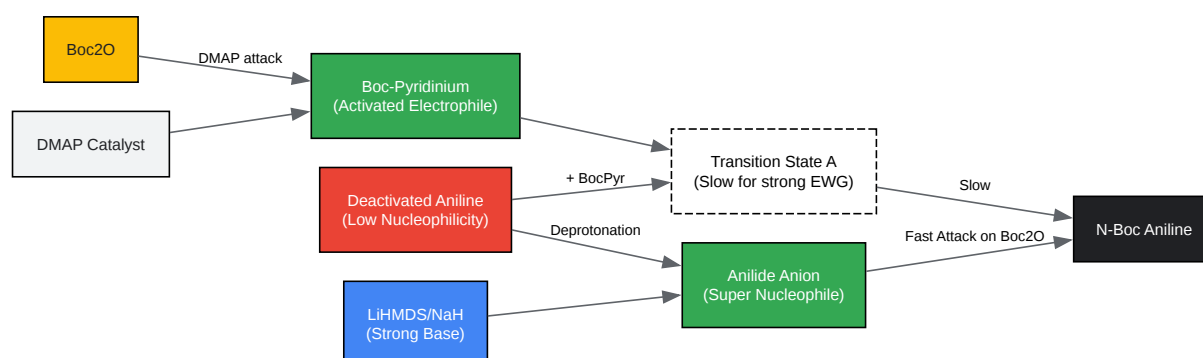 Boc2O
DMAP attack
DMAP Catalyst
Boc-Pyridinium
(Activated Electrophile)
Deactivated Aniline
(Low Nucleophilicity)
+ BocPyr
Deprotonation
LiHMDS/NaH
(Strong Base)
Transition State A
(Slow for strong EWG)
Slow
Anilide Anion
(Super Nucleophile)
Fast Attack on Boc2O
N-Boc Aniline